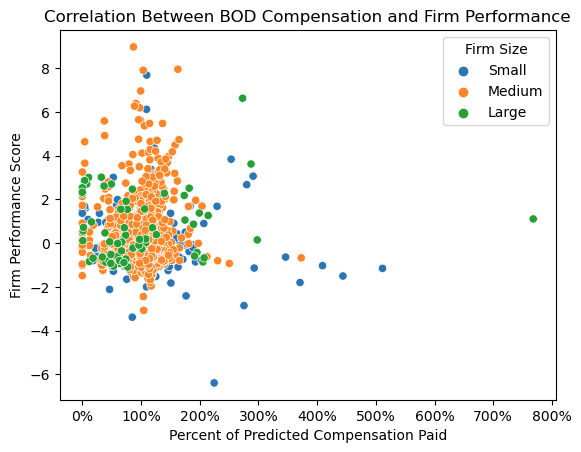 Correlation Between BOD Compensation and Firm Performance
Firm Size
Small
Medium
Large
Firm Performance Score
8
6
4
2
0
−2
−4
−6
0% 100% 200% 300% 400% 500% 600% 700% 800%
Percent of Predicted Compensation Paid